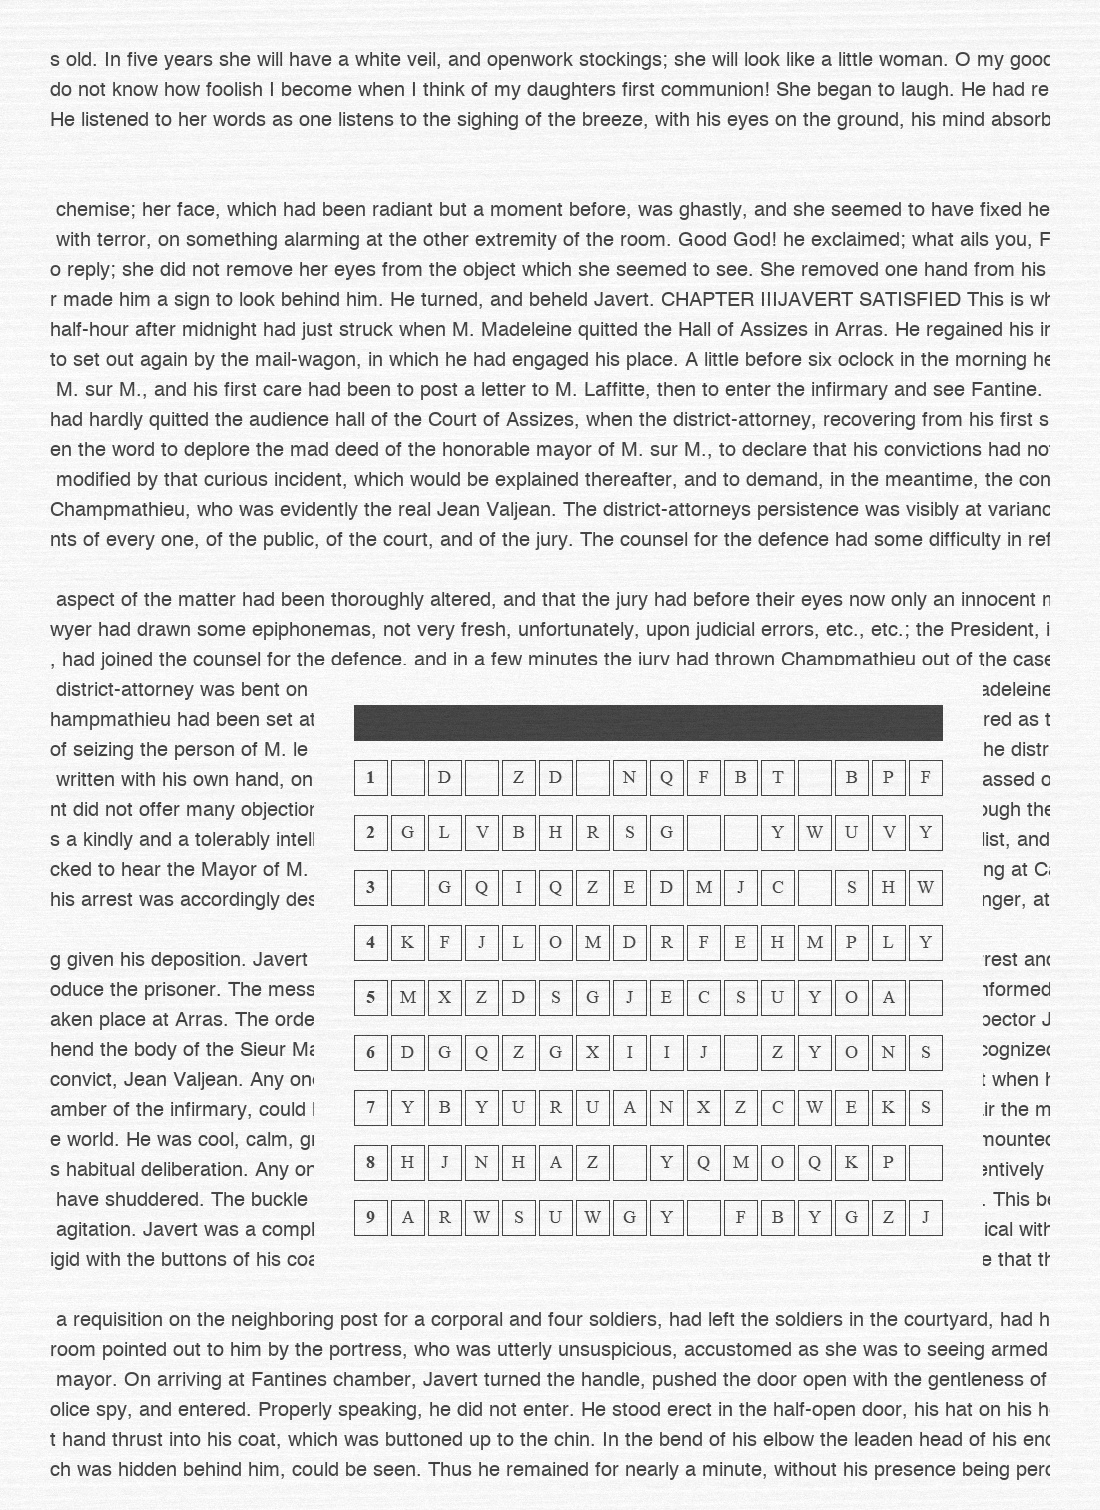 s old. In five years she will have a white veil, and openwork stockings; she will look like a little woman. O my good
do not know how foolish I become when I think of my daughters first communion! She began to laugh. He had re
He listened to her words as one listens to the sighing of the breeze, with his eyes on the ground, his mind absorb
chemise; her face, which had been radiant but a moment before, was ghastly, and she seemed to have fixed he
with terror, on something alarming at the other extremity of the room. Good God! he exclaimed; what ails you, F
o reply; she did not remove her eyes from the object which she seemed to see. She removed one hand from his
r made him a sign to look behind him. He turned, and beheld Javert. CHAPTER IIIJAVERT SATISFIED This is wh
half-hour after midnight had just struck when M. Madeleine quitted the Hall of Assizes in Arras. He regained his in
to set out again by the mail-wagon, in which he had engaged his place. A little before six oclock in the morning he
M. sur M., and his first care had been to post a letter to M. Laffitte, then to enter the infirmary and see Fantine.
had hardly quitted the audience hall of the Court of Assizes, when the district-attorney, recovering from his first s
en the word to deplore the mad deed of the honorable mayor of M. sur M., to declare that his convictions had not
modified by that curious incident, which would be explained thereafter, and to demand, in the meantime, the con
Champmathieu, who was evidently the real Jean Valjean. The district-attorneys persistence was visibly at varianc
nts of every one, of the public, of the court, and of the jury. The counsel for the defence had some difficulty in ref
aspect of the matter had been thoroughly altered, and that the jury had before their eyes now only an innocent m
wyer had drawn some epiphonemas, not very fresh, unfortunately, upon judicial errors, etc., etc.; the President, i
, had joined the counsel for the defence, and in a few minutes the jury had thrown Champmathieu out of the case
district-attorney was bent on
hampmathieu had been set at
of seizing the person of M. le
written with his own hand, on
nt did not offer many objection
s a kindly and a tolerably intell
cked to hear the Mayor of M.
his arrest was accordingly des
g given his deposition. Javert
oduce the prisoner. The mess
aken place at Arras. The orde
hend the body of the Sieur Ma
convict, Jean Valjean. Any one
amber of the infirmary, could
e world. He was cool, calm, gr
s habitual deliberation. Any on
have shuddered. The buckle
agitation. Javert was a compl
igid with the buttons of his coa
1 D Z D N Q F B T B P F
2 G L V B H R S G Y W U V Y
3 G Q I Q Z E D M J C S H W
4 K F J L O M D R F E H M P L Y
5 M X Z D S G J E C S U Y O A
6 D G Q Z G X I I J Z Y O N S
7 Y B Y U R U A N X Z C W E K S
8 H J N H A Z Y Q M O Q K P
9 A R W S U W G Y F B Y G Z J
adeleine
red as t
he distr
assed o
ough the
list, and
ng at Ca
nger, at
rest and
nformed
pector J
cognized
t when h
ir the m
mounted
entively
. This be
ical with
e that th
a requisition on the neighboring post for a corporal and four soldiers, had left the soldiers in the courtyard, had h
room pointed out to him by the portress, who was utterly unsuspicious, accustomed as she was to seeing armed
mayor. On arriving at Fantines chamber, Javert turned the handle, pushed the door open with the gentleness of
olice spy, and entered. Properly speaking, he did not enter. He stood erect in the half-open door, his hat on his h
t hand thrust into his coat, which was buttoned up to the chin. In the bend of his elbow the leaden head of his eno
ch was hidden behind him, could be seen. Thus he remained for nearly a minute, without his presence being perc